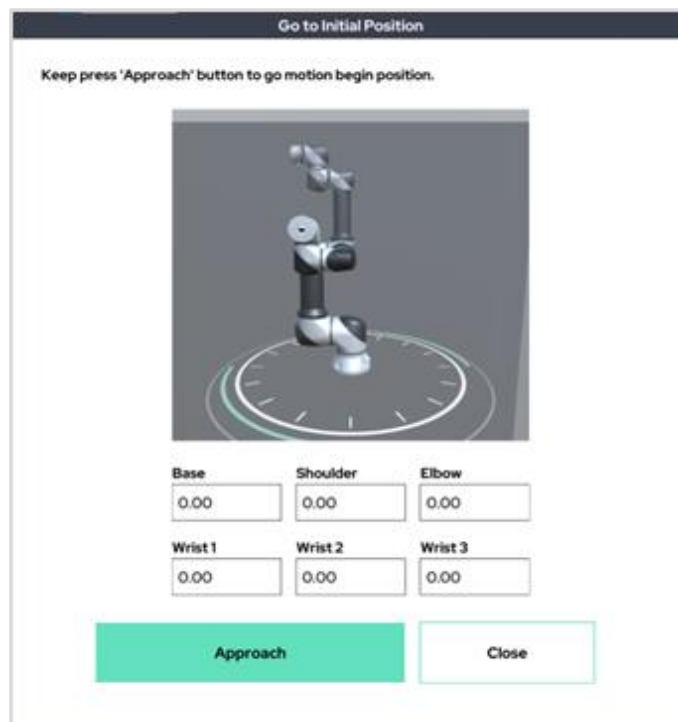 Go to Initial Position
Keep press 'Approach' button to go motion begin position.
Base Shoulder Elbow
0.00 0.00 0.00
Wrist 1 Wrist 2 Wrist 3
0.00 0.00 0.00
Approach Close